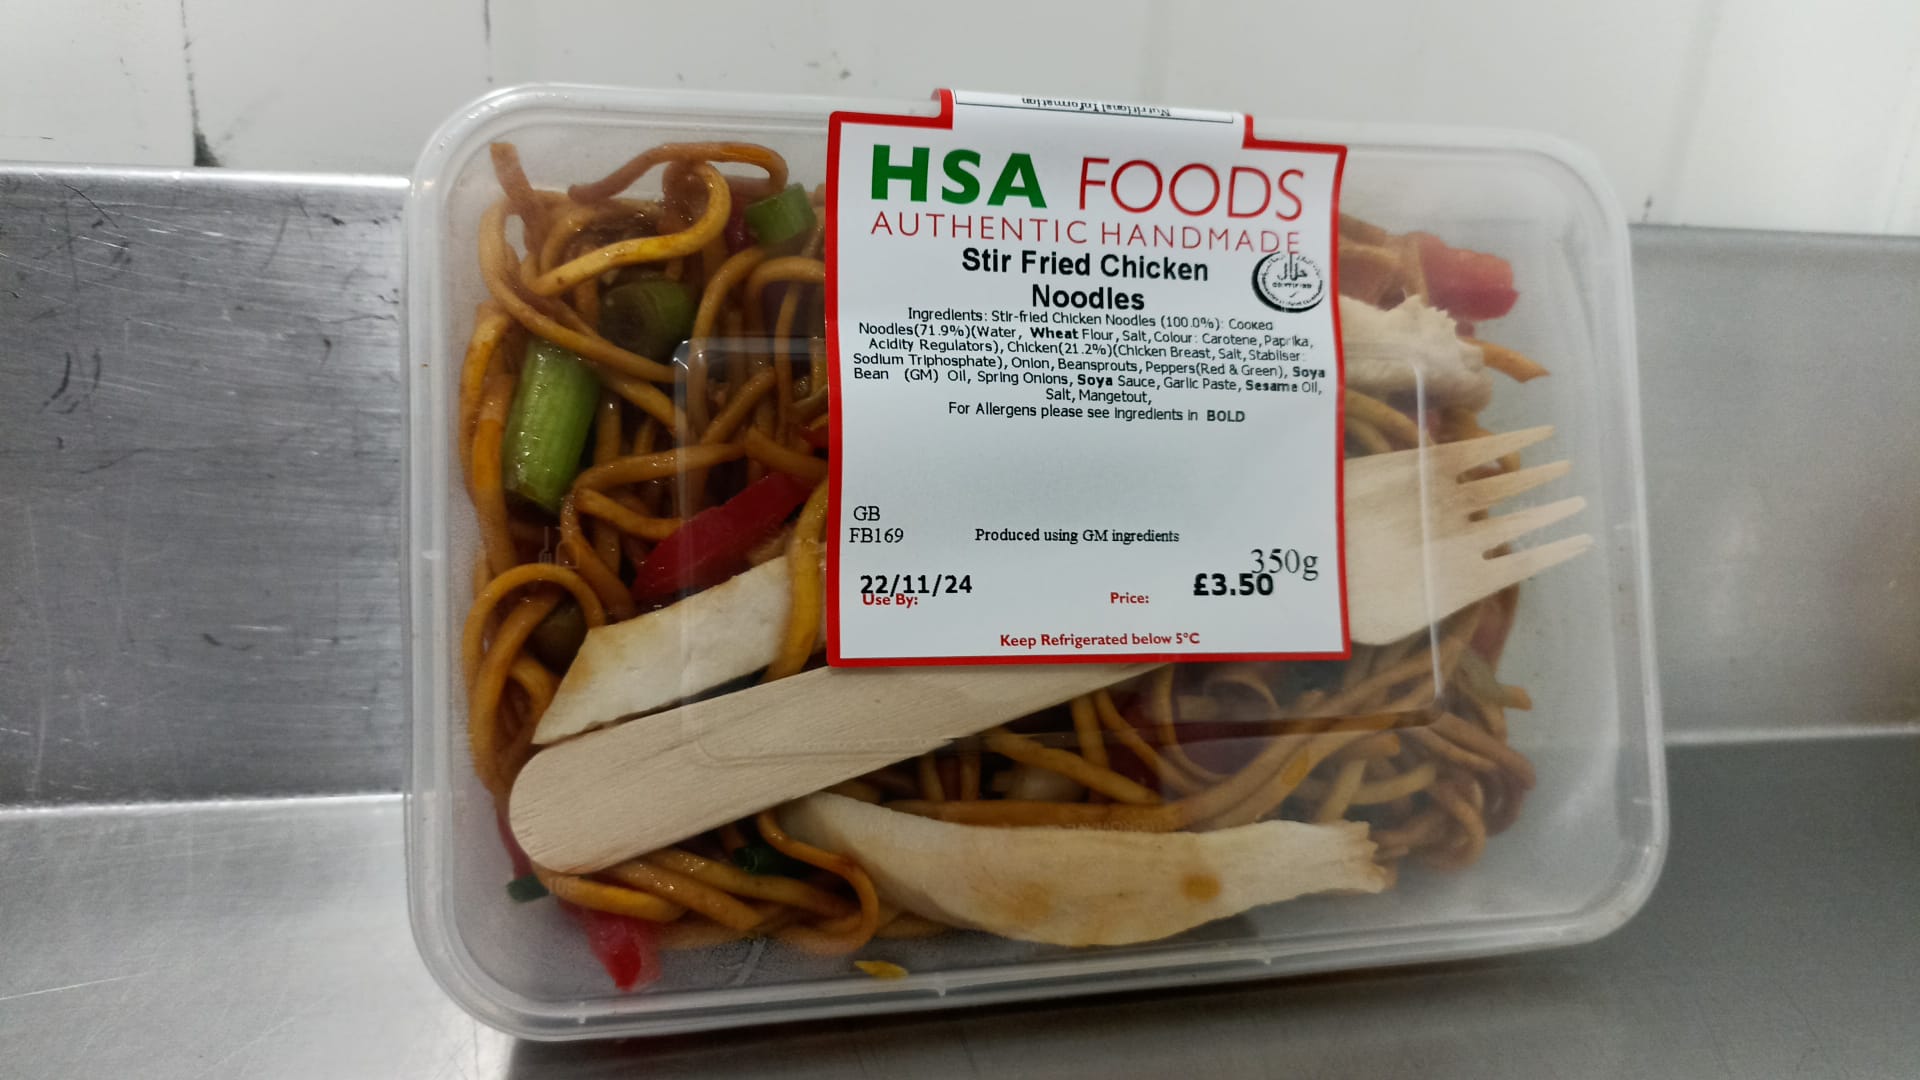 Nutritional Information
HSA FOODS
AUTHENTIC HANDMADE
Stir Fried Chicken
Noodles
حلال
Ingredients: Stir-fried Chicken Noodles (100.0%): Cooked
Noodles(71.9%)(Water, Wheat Flour, Salt, Colour: Carotene, Paprika,
Acidity Regulators), Chicken(21.2%)(Chicken Breast, Salt, Stabiliser:
Sodium Triphosphate), Onion, Beansprouts, Peppers(Red & Green), Soya
Bean (GM) Oil, Spring Onions, Soya Sauce, Garlic Paste, Sesame Oil,
Salt, Mangetout,
For Allergens please see ingredients in BOLD
GB
FB169
Produced using GM ingredients
350g
22/11/24
£3.50
Use By:
Price:
Keep Refrigerated below 5°C